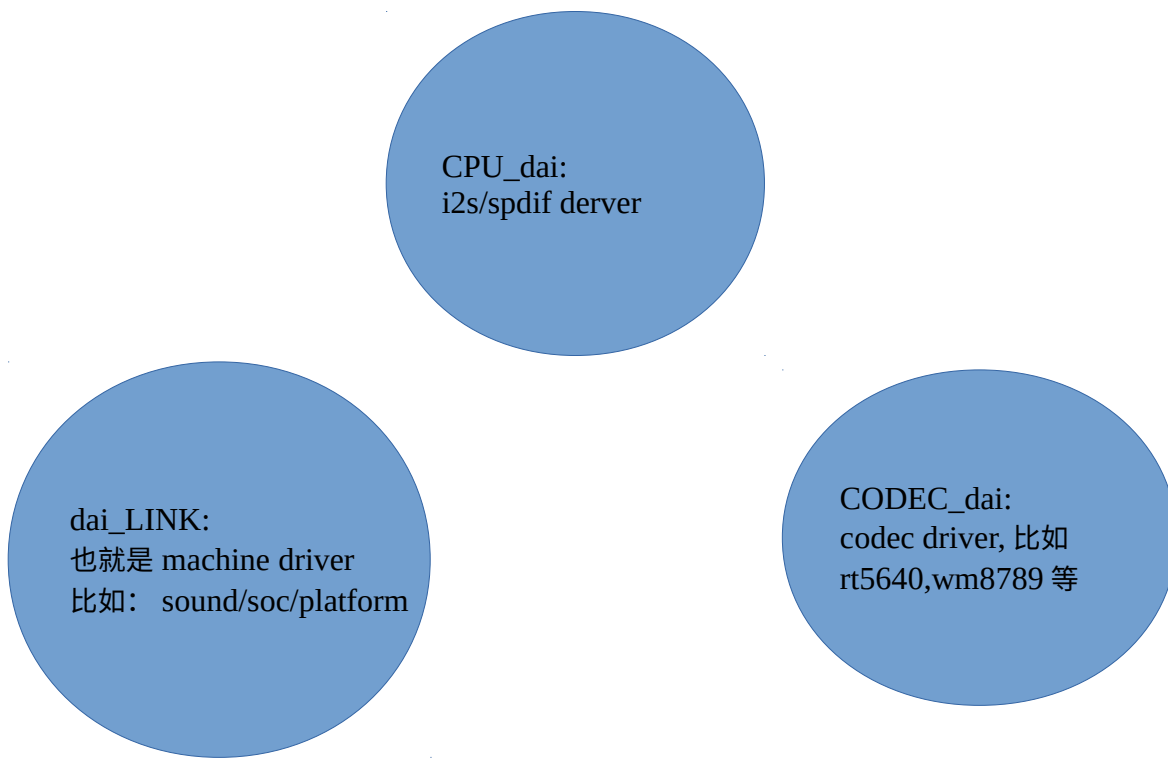 CPU_dai:
i2s/spdif derver
dai_LINK:
也就是 machine driver
比如： sound/soc/platform
CODEC_dai:
codec driver, 比如
rt5640,wm8789 等